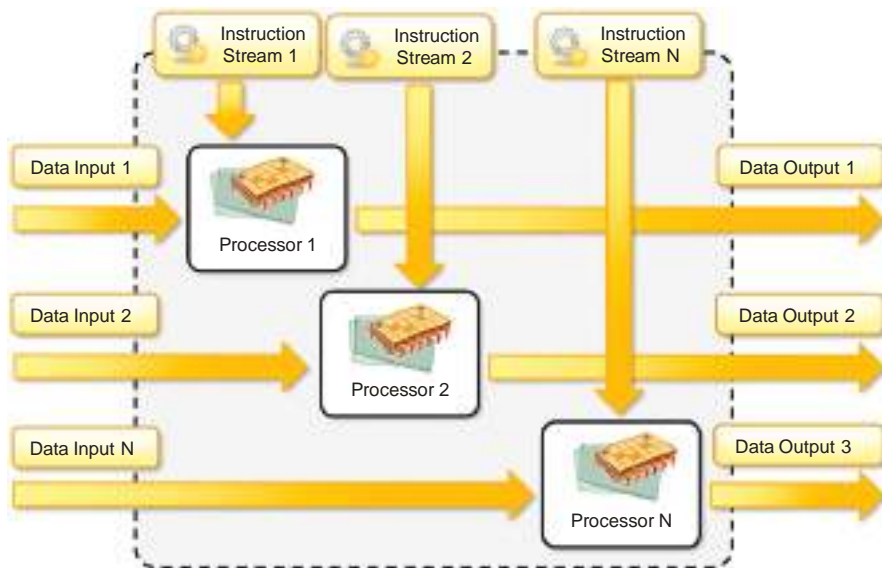 Instruction
Stream 1
Instruction
Stream 2
Instruction
Stream N
Data Input 1
Data Output 1
Processor 1
Data Input 2
Data Output 2
Processor 2
Data Input N
Data Output 3
Processor N